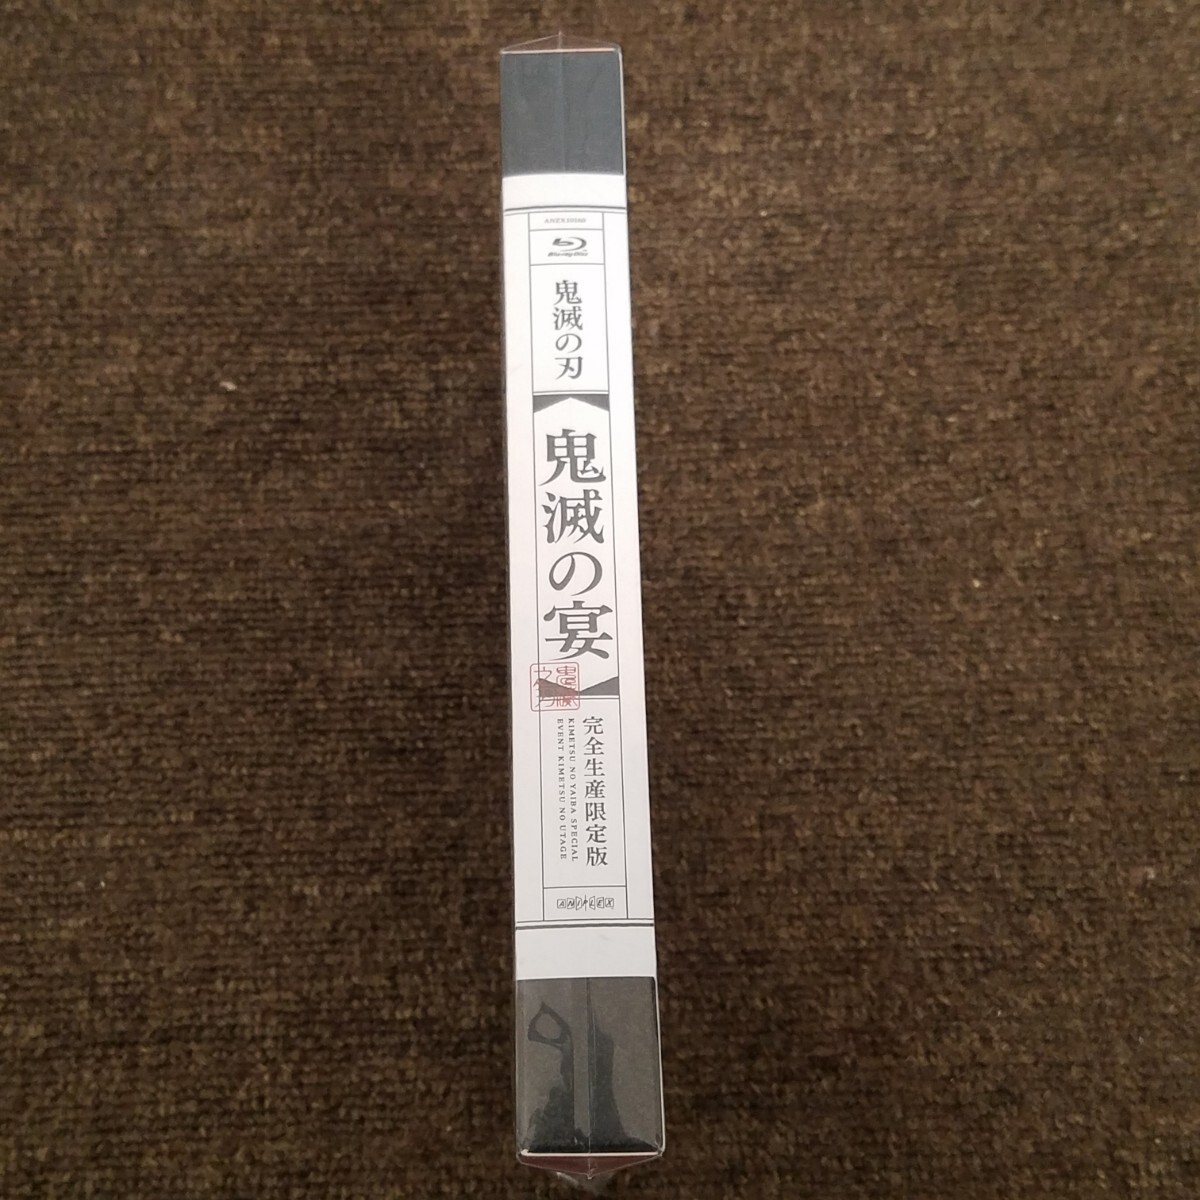 Blu-ray Disc
鬼滅の刃
鬼滅の宴
完全生産限定版
KIMETSU NO YAIBA SPECIAL
EVENT KIMETSU NO UTAGE
ANIPLEX